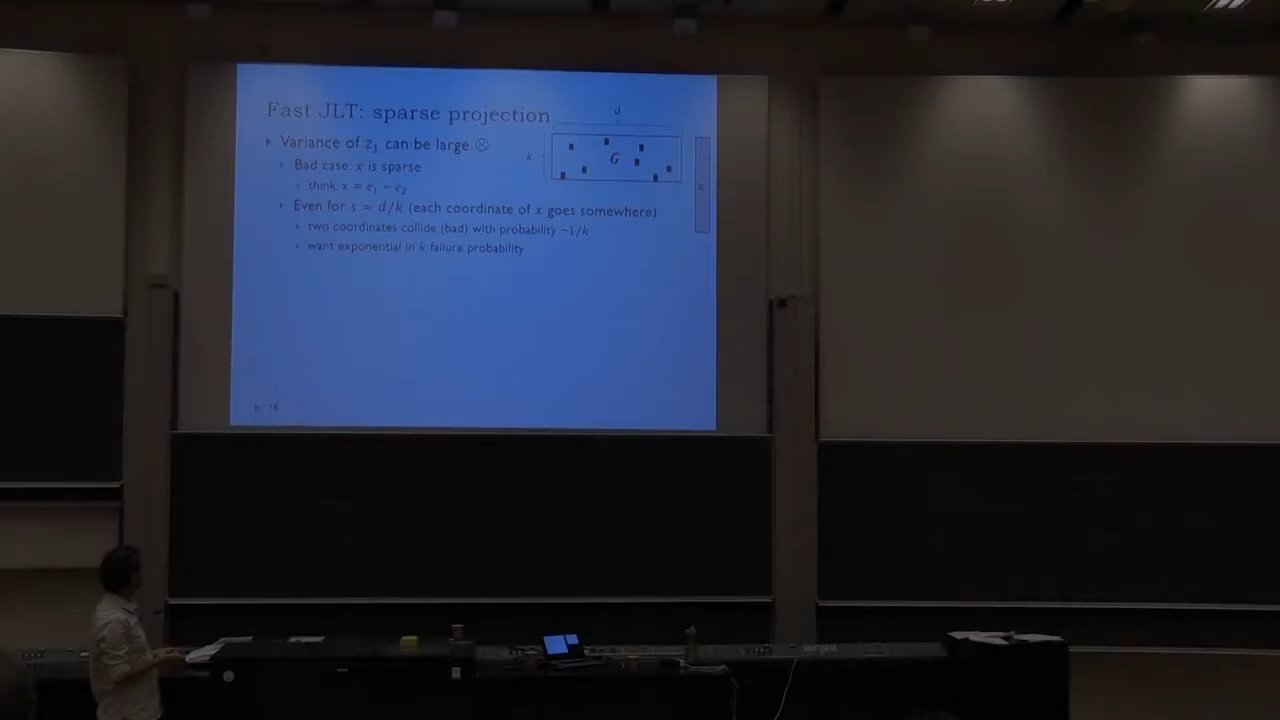 Fast JLT: sparse projection
d
Variance of z₁ can be large ☹
k
G
Bad case: x is sparse
x
think: x = e₁ − e₂
Even for s ≈ d/k (each coordinate of x goes somewhere)
two coordinates collide (bad) with probability ~1/k
want exponential in k failure probability
16